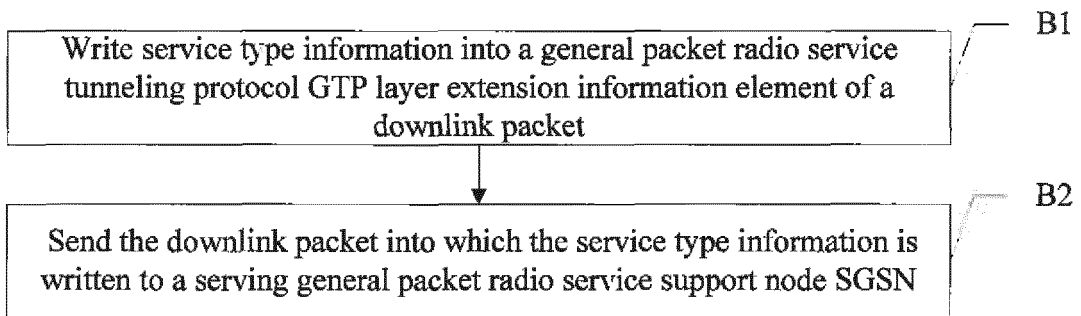 B1
Write service type information into a general packet radio service
tunneling protocol GTP layer extension information element of a
downlink packet
B2
Send the downlink packet into which the service type information is
written to a serving general packet radio service support node SGSN